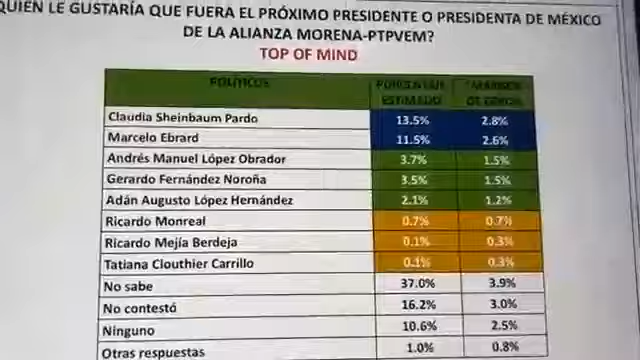 QUIEN LE GUSTARÍA QUE FUERA EL PRÓXIMO PRESIDENTE O PRESIDENTA DE MÉXICO
DE LA ALIANZA MORENA-PTPVEM?
TOP OF MIND
POLÍTICOS PORCENTAJE MARGEN
ESTIMADO DE ERROR
Claudia Sheinbaum Pardo 13.5% 2.8%
Marcelo Ebrard 11.5% 2.6%
Andrés Manuel López Obrador 3.7% 1.5%
Gerardo Fernández Noroña 3.5% 1.5%
Adán Augusto López Hernández 2.1% 1.2%
Ricardo Monreal 0.7% 0.7%
Ricardo Mejía Berdeja 0.1% 0.3%
Tatiana Clouthier Carrillo 0.1% 0.3%
No sabe 37.0% 3.9%
No contestó 16.2% 3.0%
Ninguno 10.6% 2.5%
Otras respuestas 1.0% 0.8%